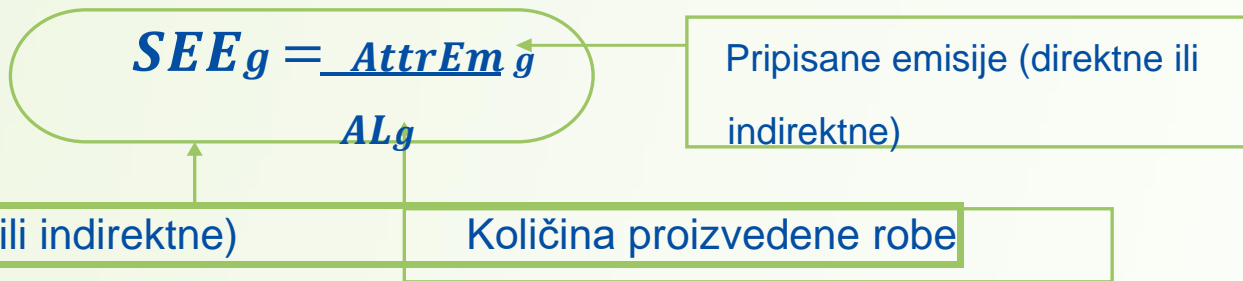 SEEg = AttrEm g
ALg
Pripisane emisije (direktne ili
indirektne)
ili indirektne)
Količina proizvedene robe